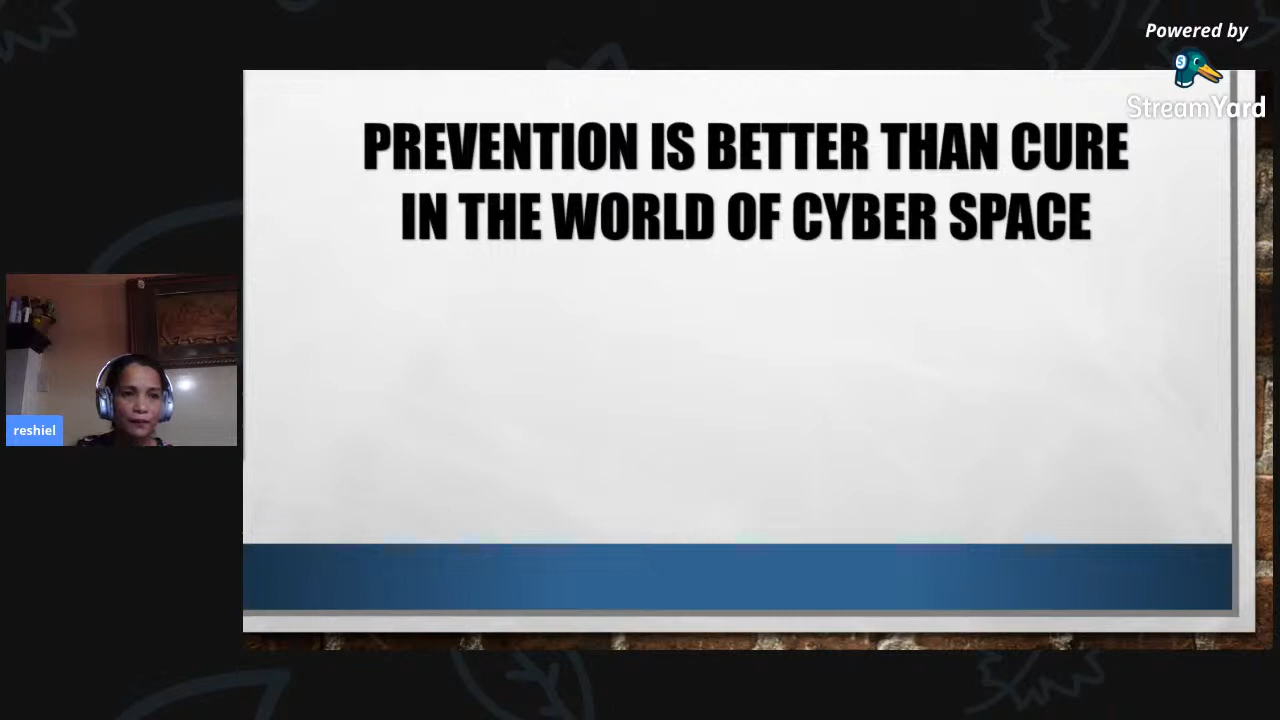 Powered by
StreamYard
PREVENTION IS BETTER THAN CURE
IN THE WORLD OF CYBER SPACE
reshiel